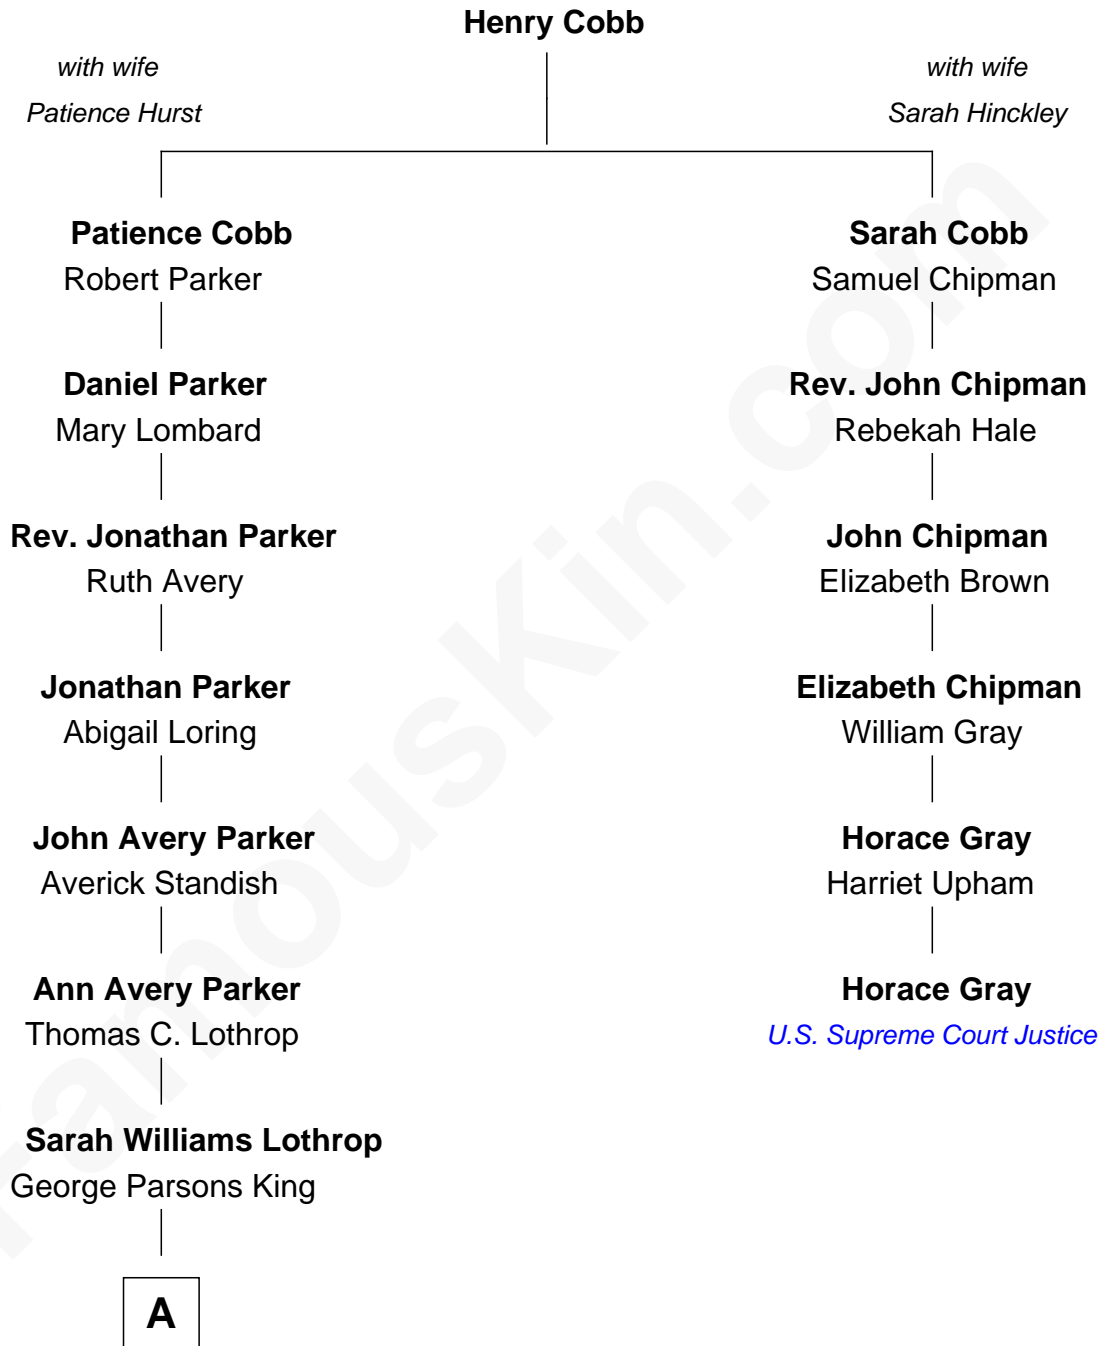 Henry Cobb
with wife
Patience Hurst
with wife
Sarah Hinckley
Patience Cobb
Robert Parker
Sarah Cobb
Samuel Chipman
Daniel Parker
Mary Lombard
Rev. John Chipman
Rebekah Hale
Rev. Jonathan Parker
Ruth Avery
John Chipman
Elizabeth Brown
Jonathan Parker
Abigail Loring
Elizabeth Chipman
William Gray
John Avery Parker
Averick Standish
Horace Gray
Harriet Upham
Ann Avery Parker
Thomas C. Lothrop
Horace Gray
U.S. Supreme Court Justice
Sarah Williams Lothrop
George Parsons King
A
FamousKin.com